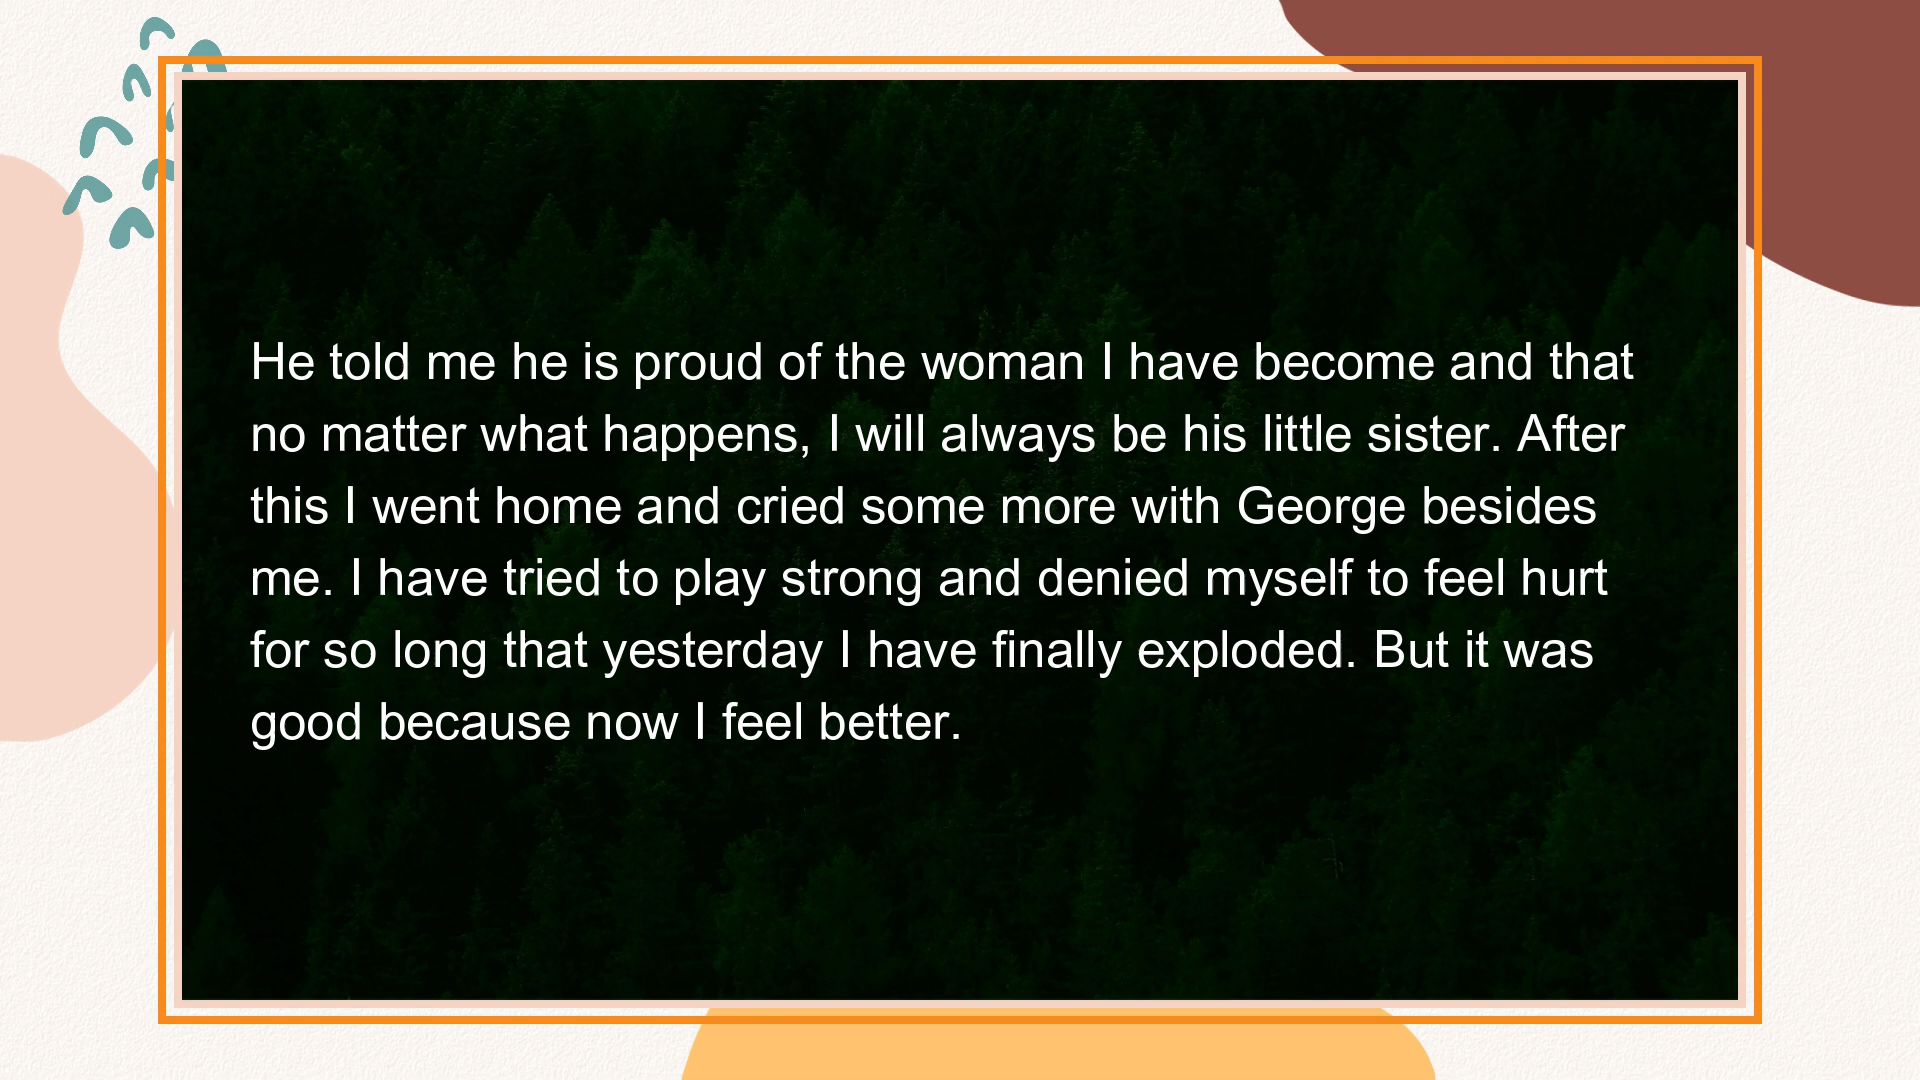 He told me he is proud of the woman I have become and that
no matter what happens, I will always be his little sister. After
this I went home and cried some more with George besides
me. I have tried to play strong and denied myself to feel hurt
for so long that yesterday I have finally exploded. But it was
good because now I feel better.